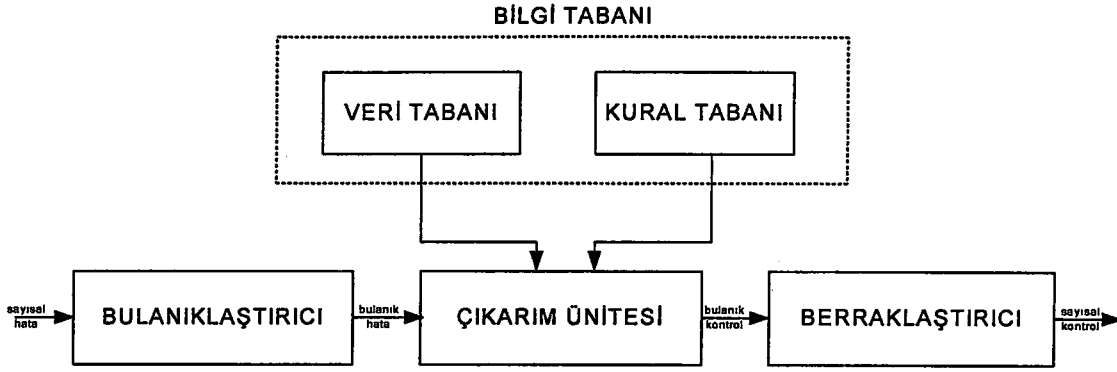 BİLGİ TABANI
VERİ TABANI
KURAL TABANI
sayısal
hata
BULANIKLAŞTIRICI
bulanık
hata
ÇIKARIM ÜNİTESİ
bulanık
kontrol
BERRAKLAŞTIRICI
sayısal
kontrol